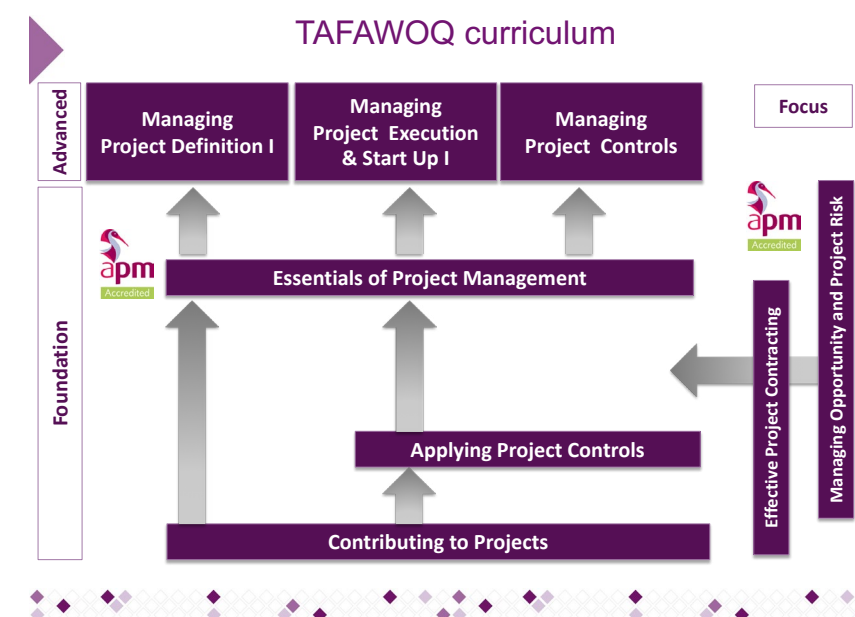 TAFAWOQ curriculum
Advanced
Managing
Project Definition I
Managing
Project Execution
& Start Up I
Managing
Project Controls
Focus
apm
Accredited
Essentials of Project Management
apm
Accredited
Foundation
Applying Project Controls
Contributing to Projects
Effective Project Contracting
Managing Opportunity and Project Risk